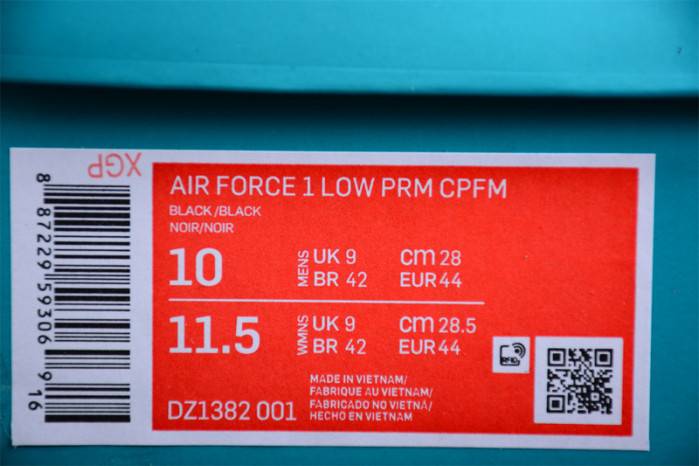 XGP
8 87229 59306 9 16
AIR FORCE 1 LOW PRM CPFM
BLACK/BLACK
NOIR/NOIR
10 MENS UK 9 cm 28
BR 42 EUR 44
11.5 WMNS UK 9 cm 28.5
BR 42 EUR 44
RFID
MADE IN VIETNAM/
FABRIQUE AU VIETNAM/
FABRICADO NO VIETNÃ/
HECHO EN VIETNAM
DZ1382 001